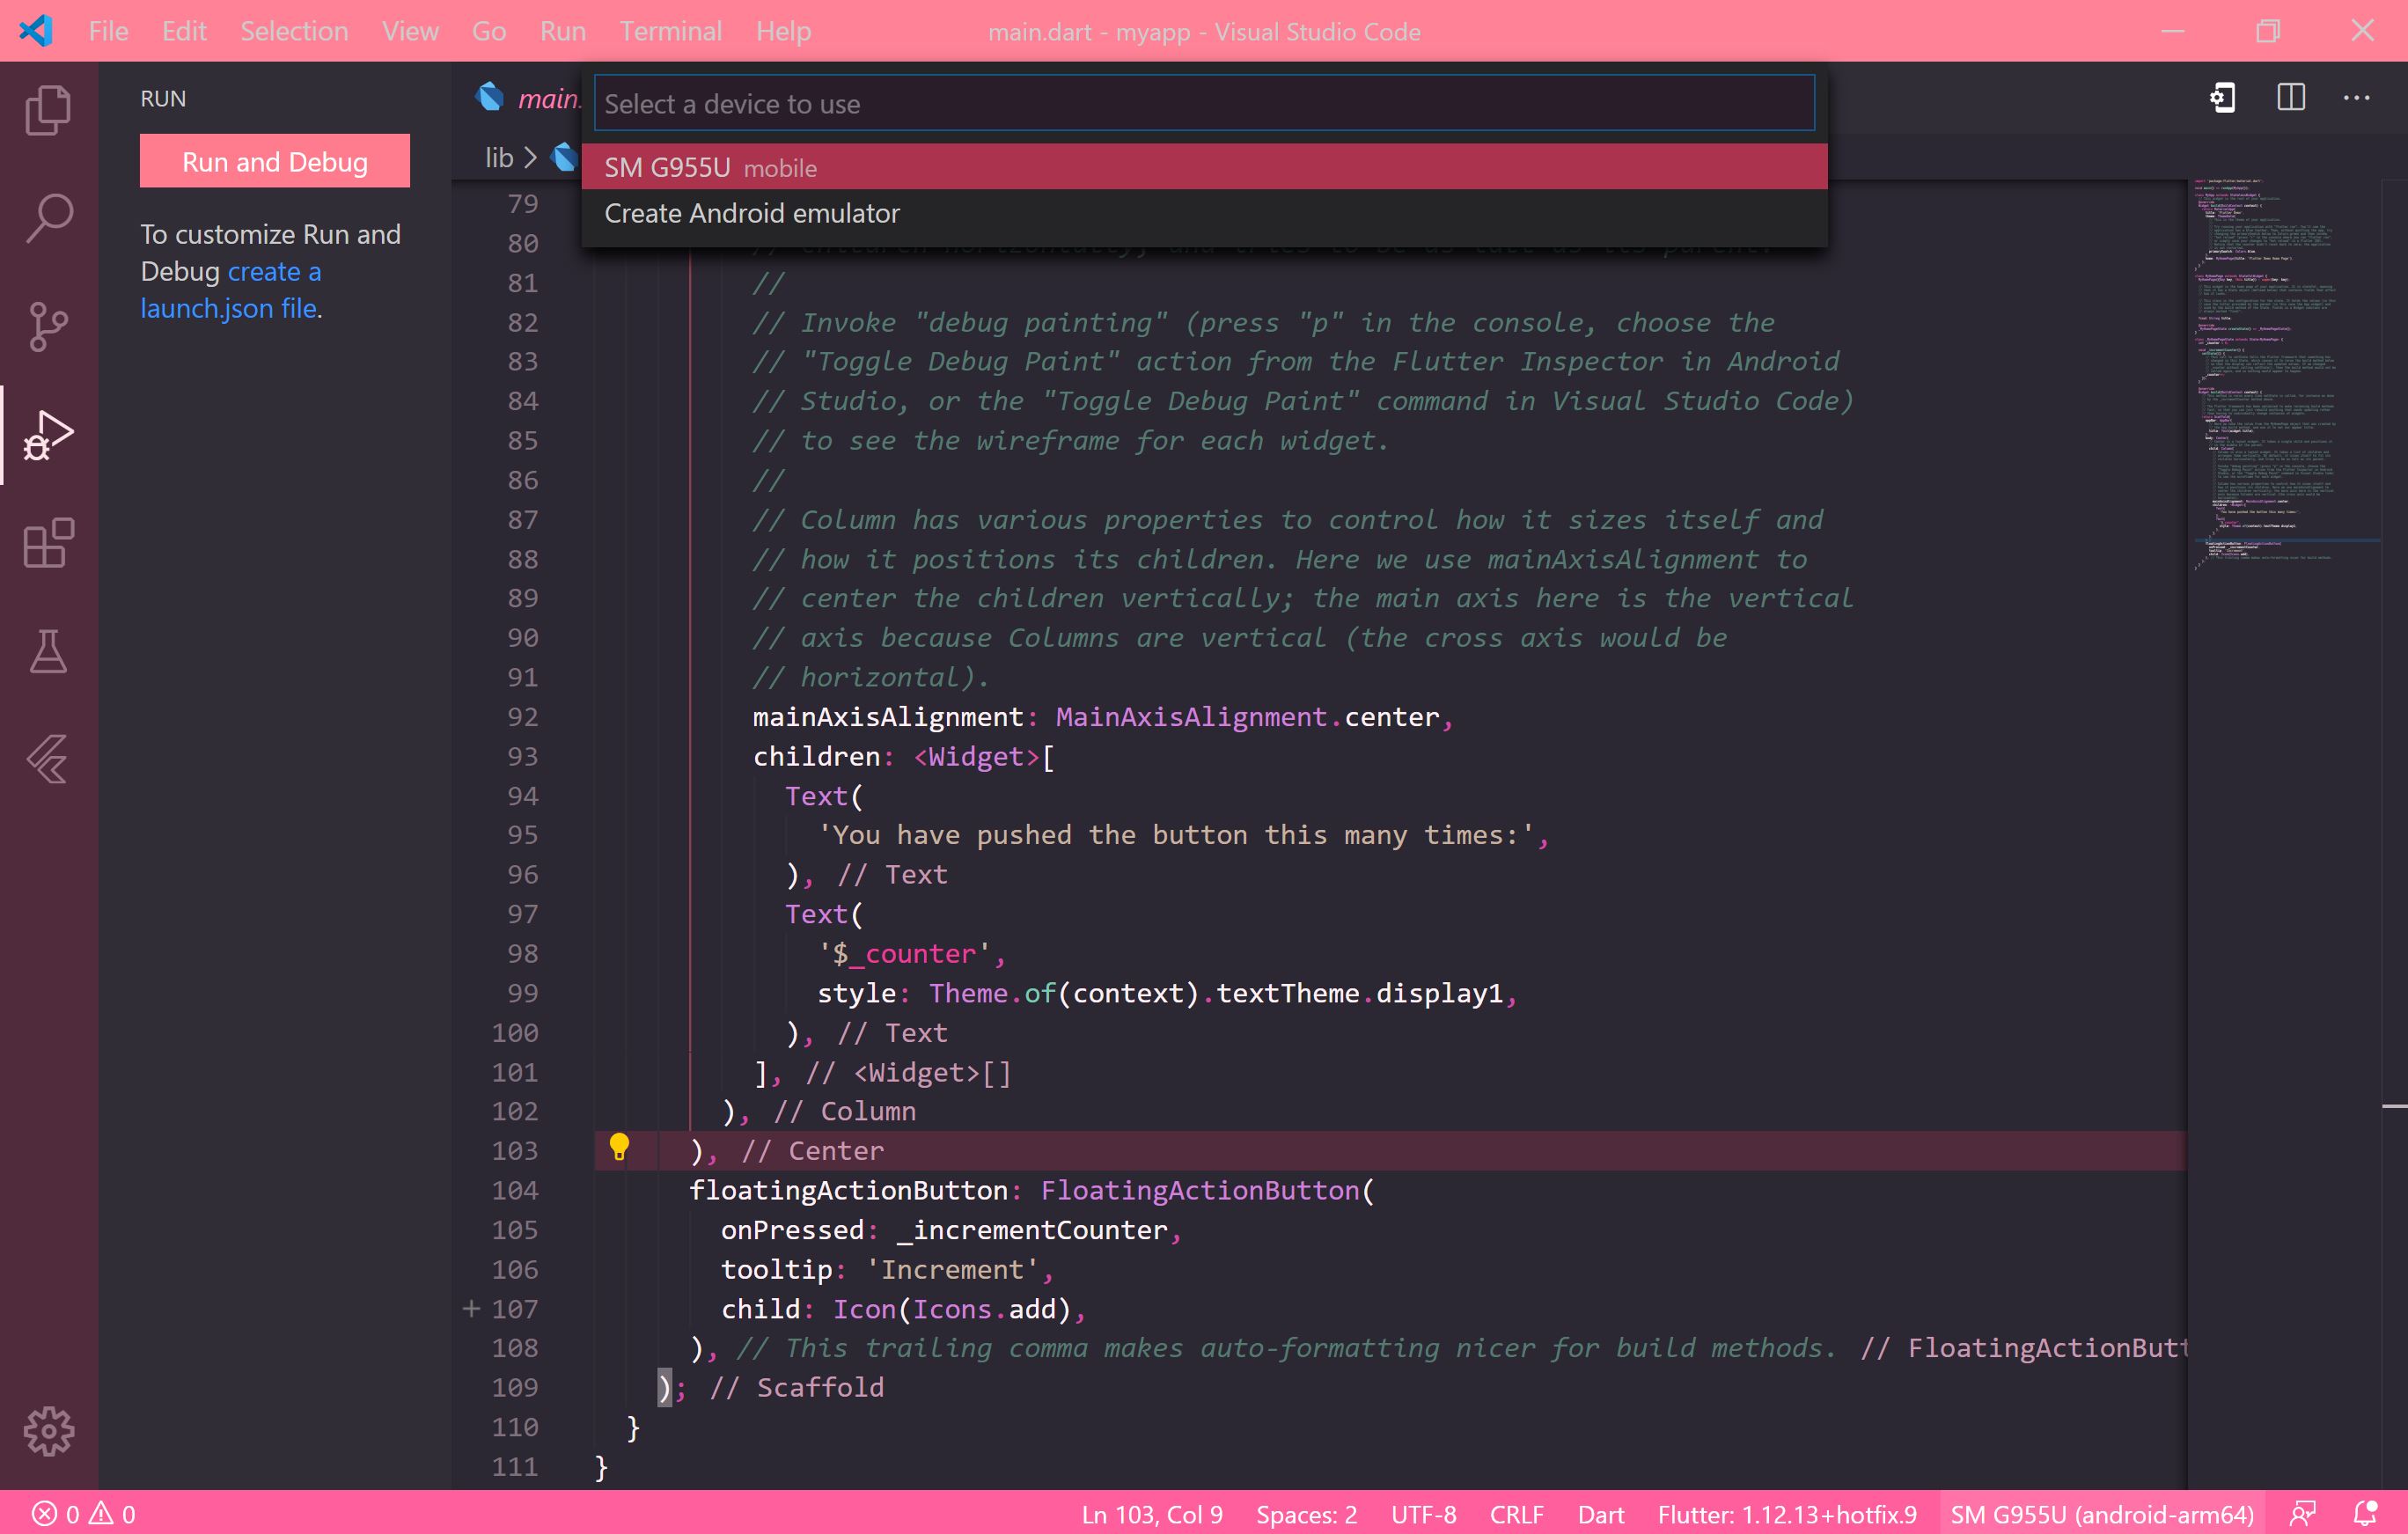 File Edit Selection View Go Run Terminal Help main.dart - myapp - Visual Studio Code
RUN
Run and Debug
To customize Run and
Debug create a
launch.json file.
main.
Select a device to use
SM G955U mobile
Create Android emulator
lib >
79
80
81 //
82 // Invoke "debug painting" (press "p" in the console, choose the
83 // "Toggle Debug Paint" action from the Flutter Inspector in Android
84 // Studio, or the "Toggle Debug Paint" command in Visual Studio Code)
85 // to see the wireframe for each widget.
86 //
87 // Column has various properties to control how it sizes itself and
88 // how it positions its children. Here we use mainAxisAlignment to
89 // center the children vertically; the main axis here is the vertical
90 // axis because Columns are vertical (the cross axis would be
91 // horizontal).
92 mainAxisAlignment: MainAxisAlignment.center,
93 children: <Widget>[
94 Text(
95 'You have pushed the button this many times:',
96 ), // Text
97 Text(
98 '$_counter',
99 style: Theme.of(context).textTheme.display1,
100 ), // Text
101 ], // <Widget>[]
102 ), // Column
103 ), // Center
104 floatingActionButton: FloatingActionButton(
105 onPressed: _incrementCounter,
106 tooltip: 'Increment',
+ 107 child: Icon(Icons.add),
108 ), // This trailing comma makes auto-formatting nicer for build methods. // FloatingActionButt
109 ); // Scaffold
110 }
111 }
0 0 Ln 103, Col 9 Spaces: 2 UTF-8 CRLF Dart Flutter: 1.12.13+hotfix.9 SM G955U (android-arm64)